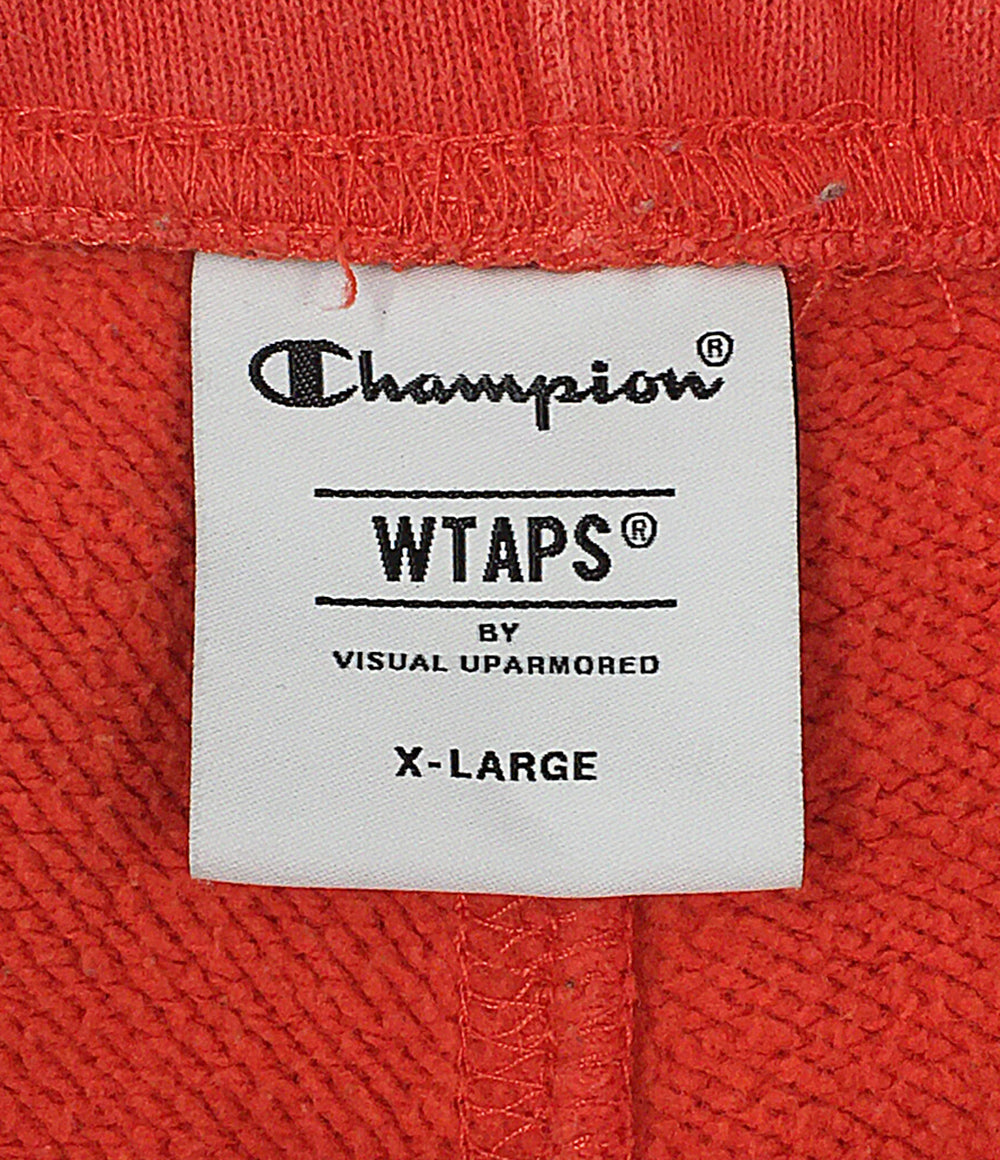 Champion®
WTAPS®
BY
VISUAL UPARMORED
X-LARGE